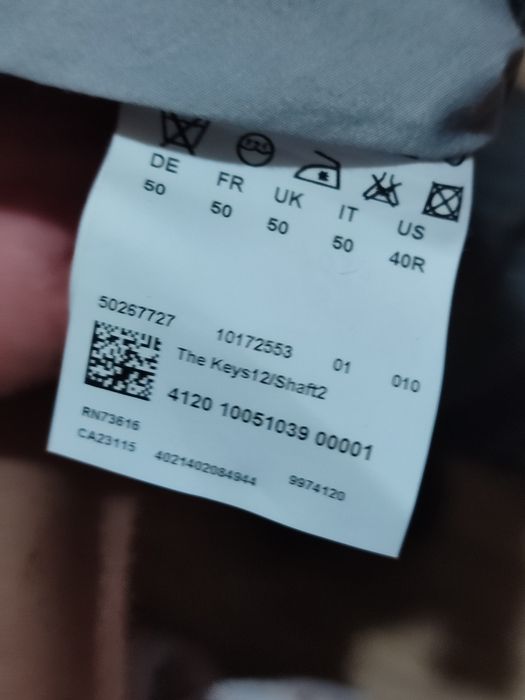 DE FR UK IT US
50 50 50 50 40R
50267727 10172553 01 010
The Keys12/Shaft2
4120 10051039 00001
RN73616
CA23115 4021402084944 9974120